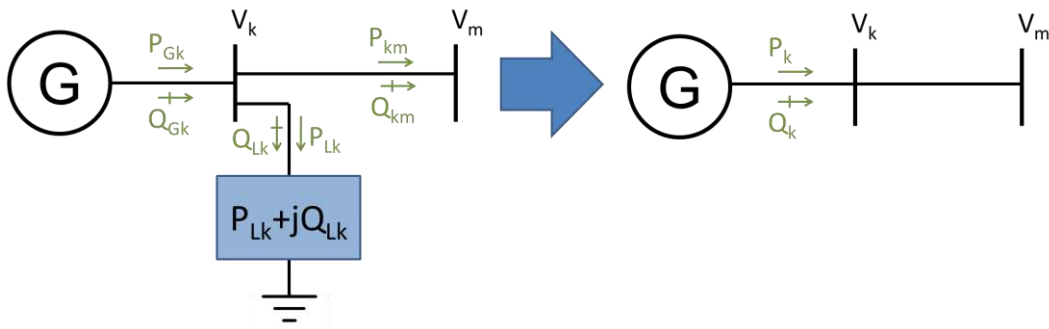 V_k
V_m
P_Gk
P_km
G
Q_Gk
Q_km
Q_Lk
P_Lk
P_Lk+jQ_Lk
V_k
V_m
P_k
G
Q_k